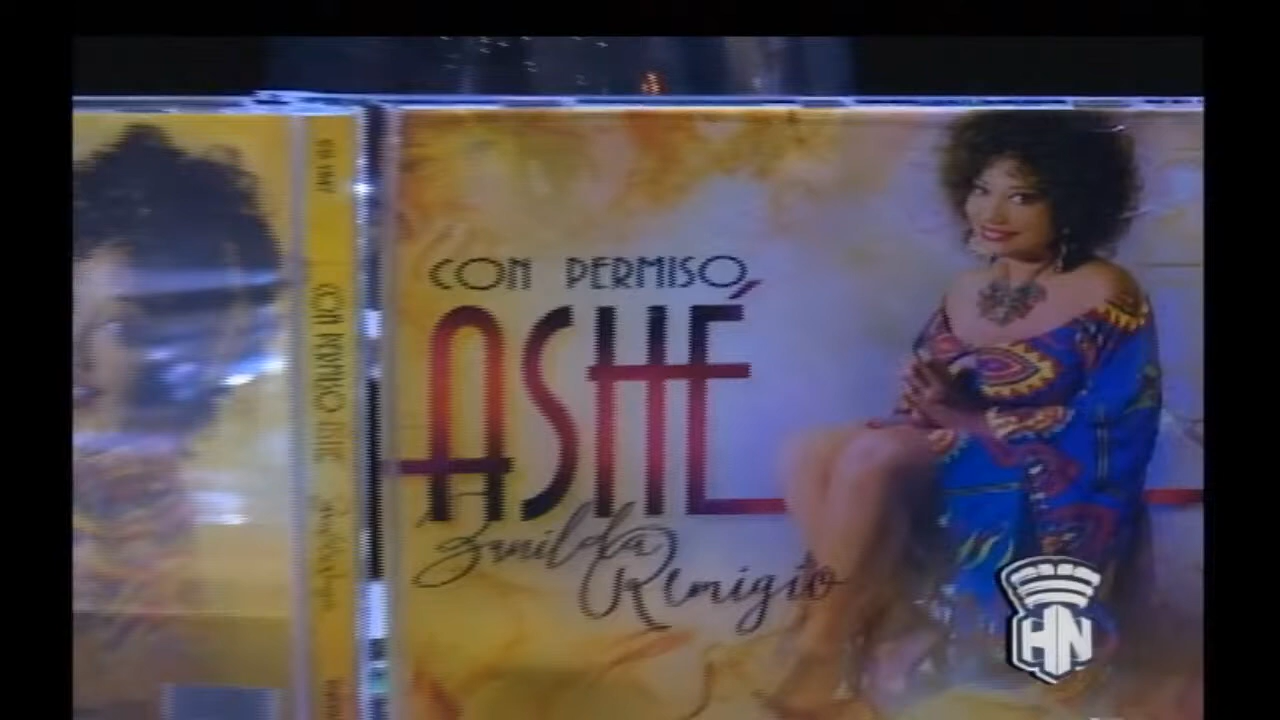 CON PERMISO,
ASHÉ
Zenilda
Remigio
CON PERMISO ASHÉ
HN